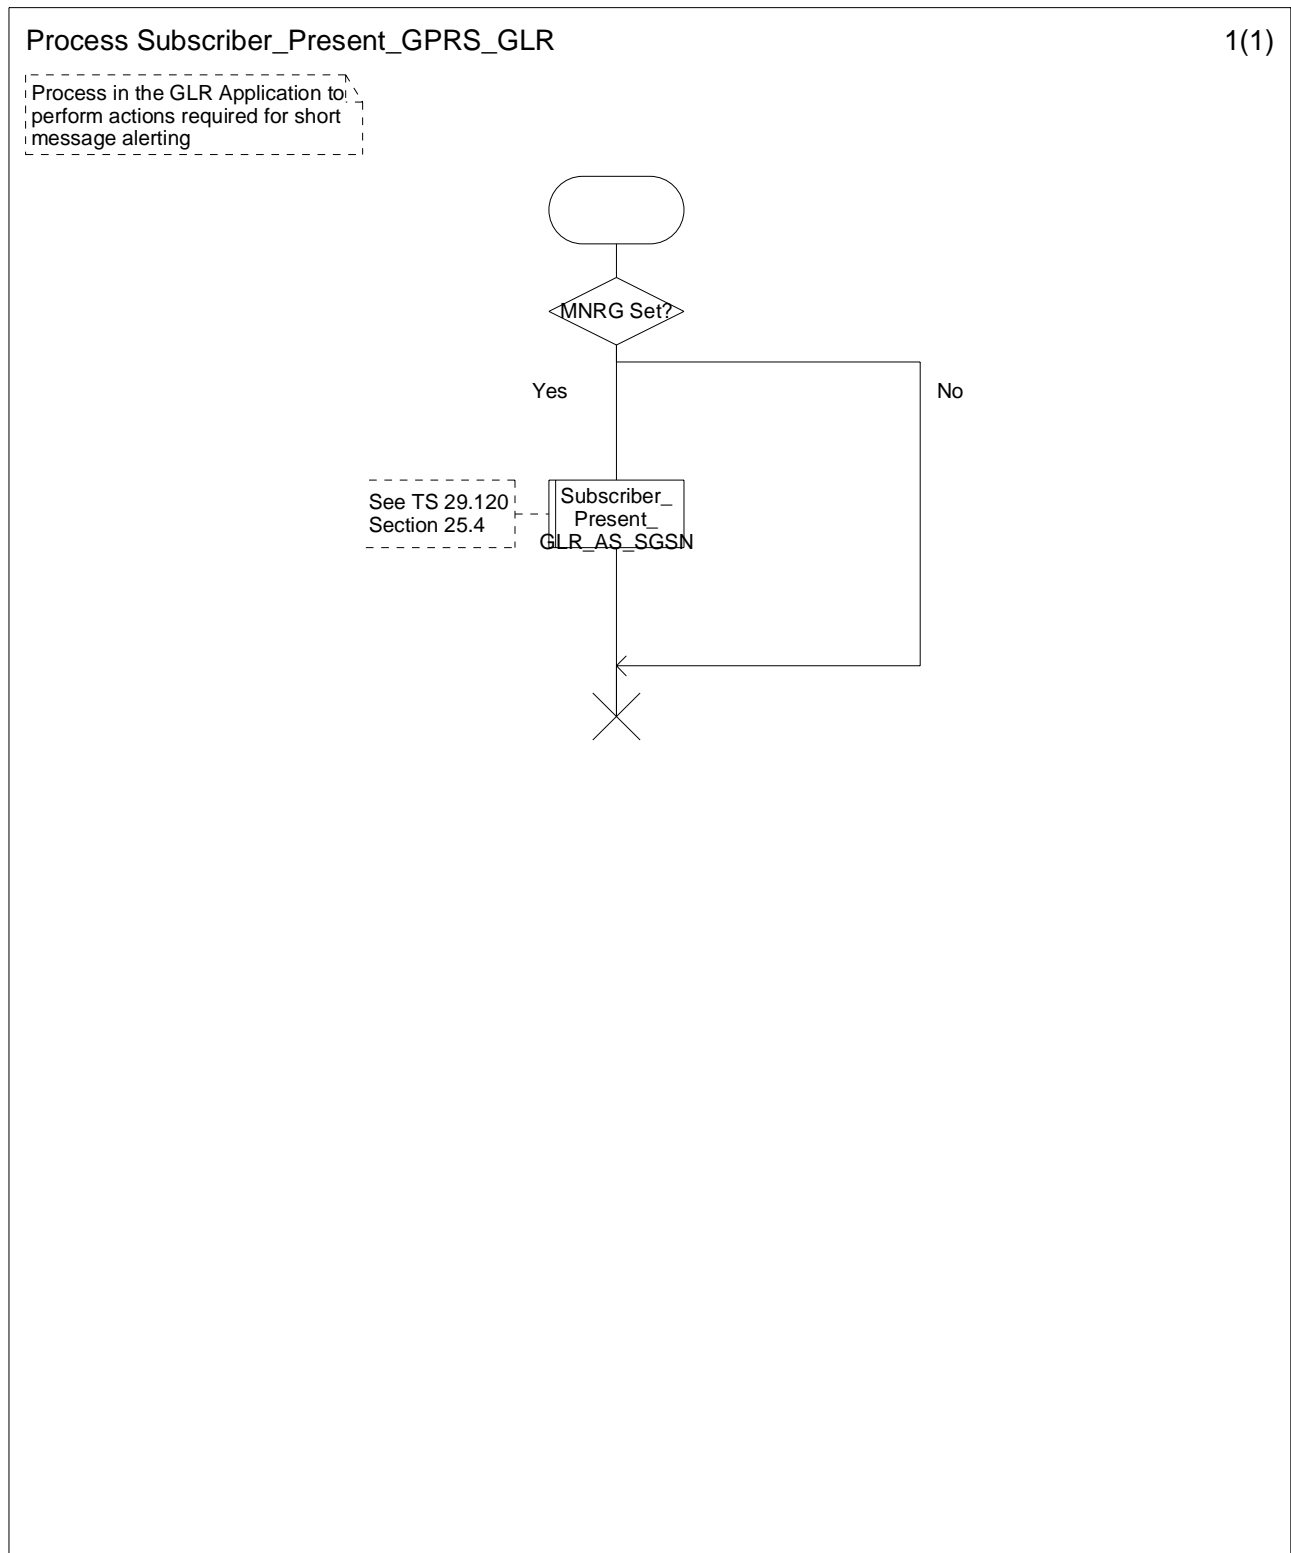 Process Subscriber_Present_GPRS_GLR
1(1)
Process in the GLR Application to
perform actions required for short
message alerting
MNRG Set?
Yes
No
See TS 29.120
Section 25.4
Subscriber_
Present_
GLR_AS_SGSN